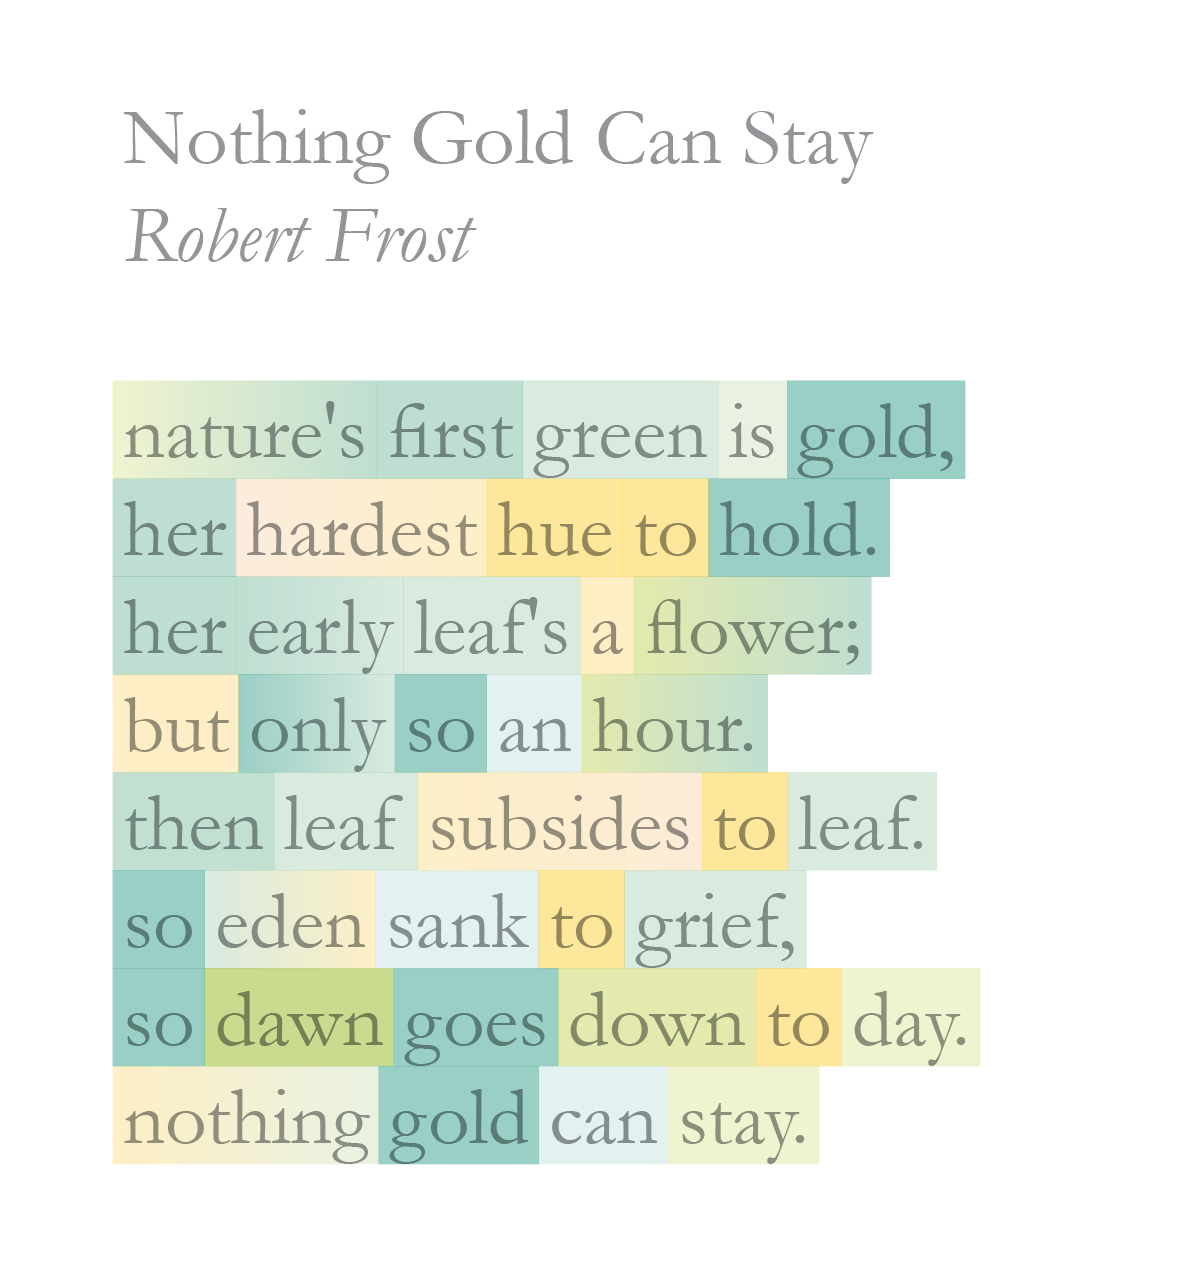 Nothing Gold Can Stay
Robert Frost
nature's first green is gold,
her hardest hue to hold.
her early leaf's a flower;
but only so an hour.
then leaf subsides to leaf.
so eden sank to grief,
so dawn goes down to day.
nothing gold can stay.